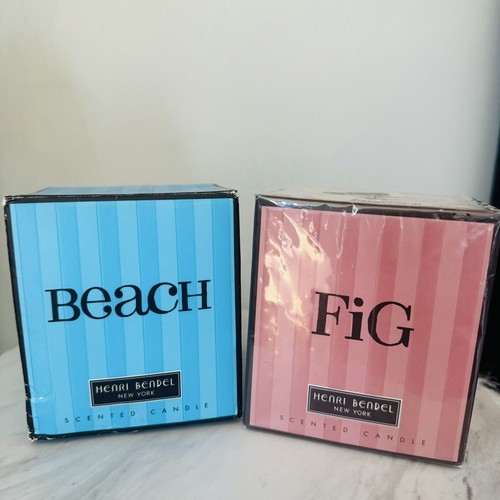 BeacH
HENRI BENDEL
NEW YORK
SCENTED CANDLE
FiG
HENRI BENDEL
NEW YORK
SCENTED CANDLE